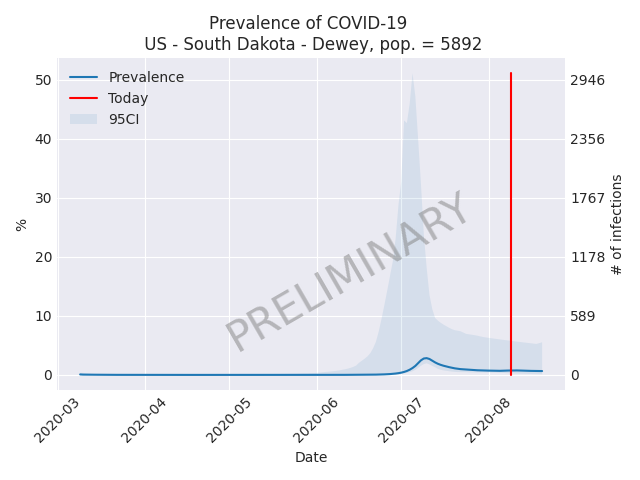 Prevalence of COVID-19
US - South Dakota - Dewey, pop. = 5892
Prevalence
Today
95CI
PRELIMINARY
%
50
40
30
20
10
0
2946
2356
1767
1178
589
0
# of infections
2020-03
2020-04
2020-05
2020-06
2020-07
2020-08
Date